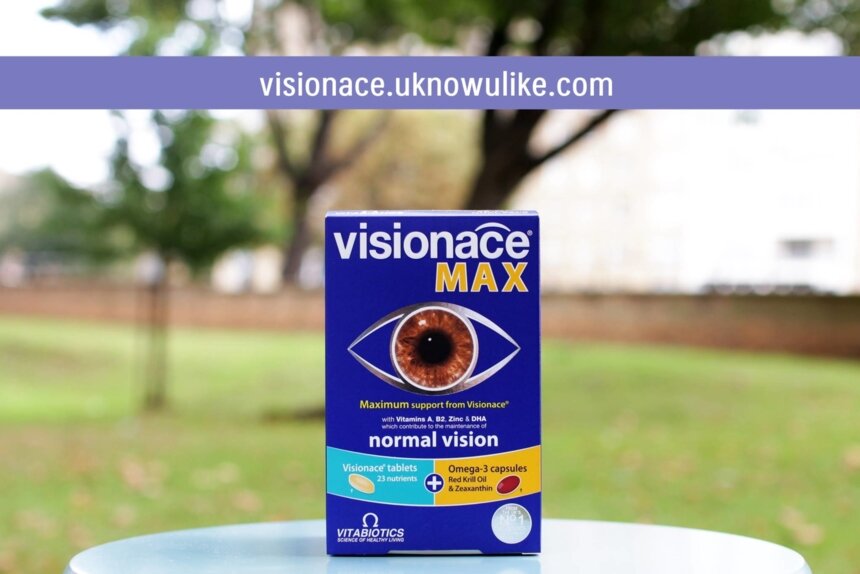 visionace.uknowulike.com
visionace®
MAX
Maximum support from Visionace®
with Vitamins A, B2, Zinc & DHA
which contribute to the maintenance of
normal vision
Visionace® tablets
23 nutrients
+
Omega-3 capsules
Red Krill Oil
& Zeaxanthin
VITABIOTICS
SCIENCE OF HEALTHY LIVING
Nº1